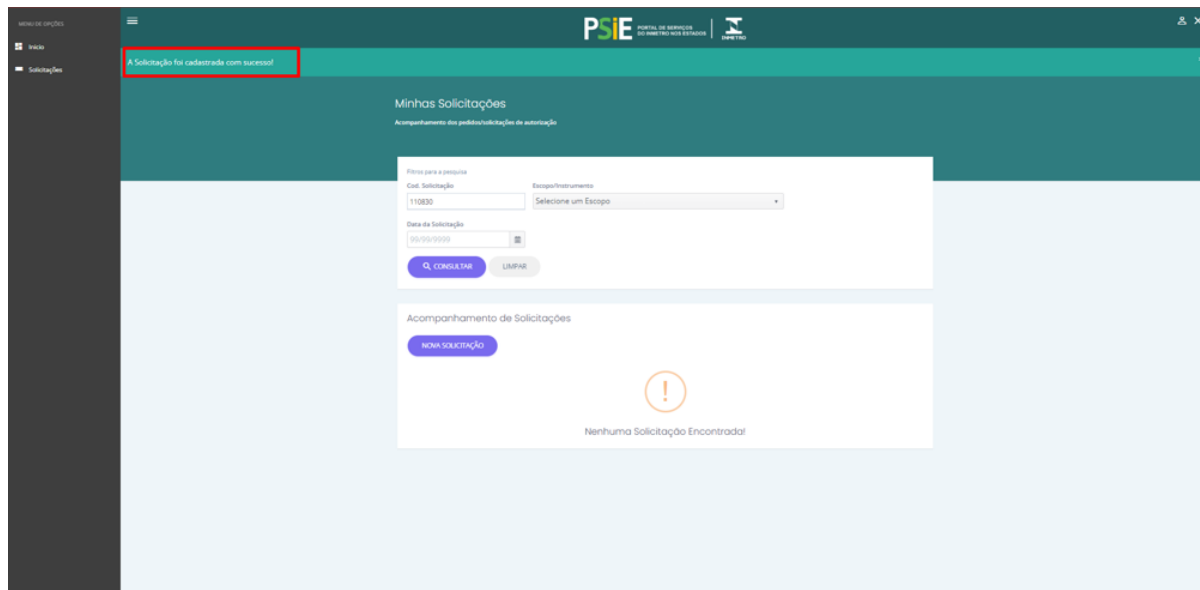 MENU DE OPÇÕES
Início
Solicitações
PSiE PORTAL DE SERVIÇOS DO INMETRO NOS ESTADOS
INMETRO
A Solicitação foi cadastrada com sucesso!
Minhas Solicitações
Acompanhamento dos pedidos/solicitações de autorização
Filtros para a pesquisa
Cod. Solicitação Escopo/Instrumento
110830 Selecione um Escopo
Data da Solicitação
99/99/9999
CONSULTAR LIMPAR
Acompanhamento de Solicitações
NOVA SOLICITAÇÃO
!
Nenhuma Solicitação Encontrada!